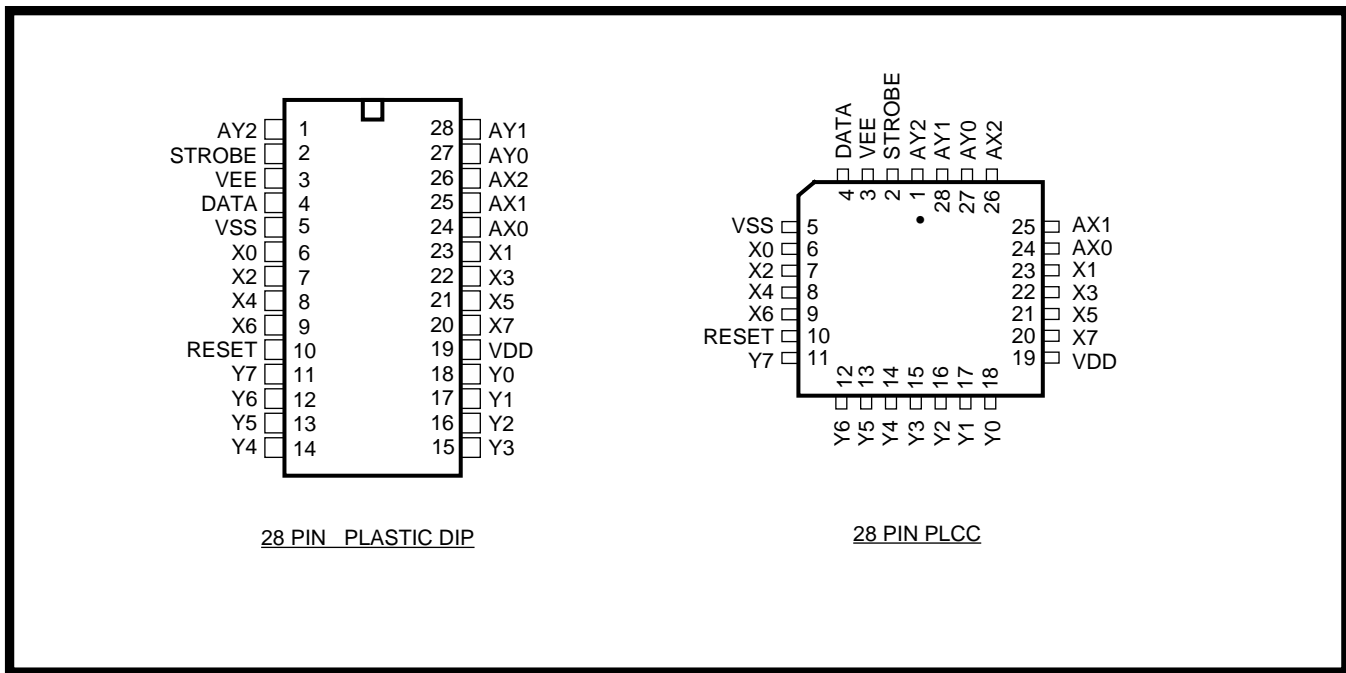 AY2 1 28 AY1
STROBE 2 27 AY0
VEE 3 26 AX2
DATA 4 25 AX1
VSS 5 24 AX0
X0 6 23 X1
X2 7 22 X3
X4 8 21 X5
X6 9 20 X7
RESET 10 19 VDD
Y7 11 18 Y0
Y6 12 17 Y1
Y5 13 16 Y2
Y4 14 15 Y3
28 PIN PLASTIC DIP
DATA VEE STROBE AY2 AY1 AY0 AX2
4 3 2 1 28 27 26
VSS 5 25 AX1
X0 6 24 AX0
X2 7 23 X1
X4 8 22 X3
X6 9 21 X5
RESET 10 20 X7
Y7 11 19 VDD
12 13 14 15 16 17 18
Y6 Y5 Y4 Y3 Y2 Y1 Y0
28 PIN PLCC